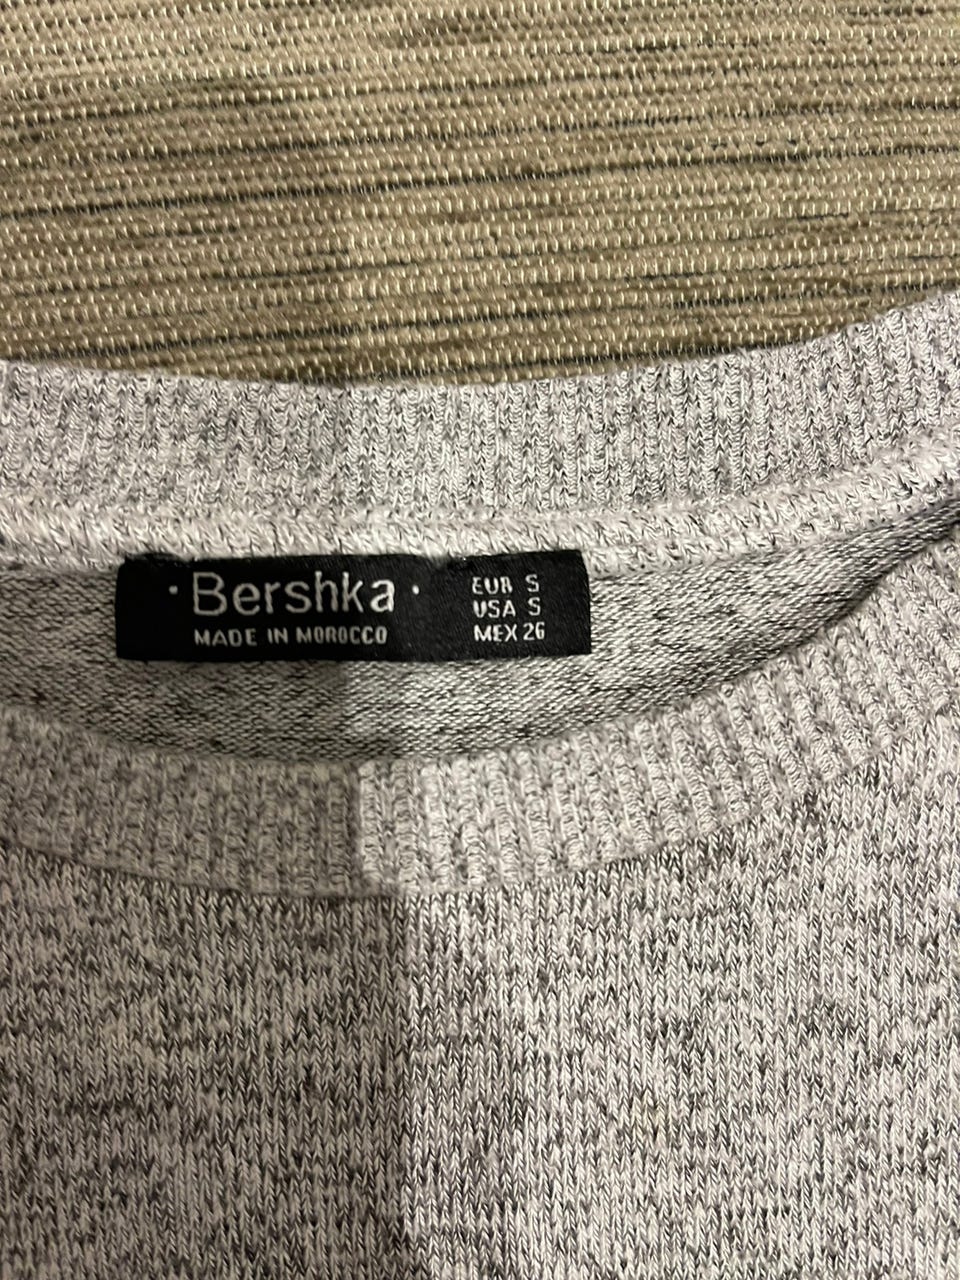 · Bershka ·
MADE IN MOROCCO
EUR S
USA S
MEX 26